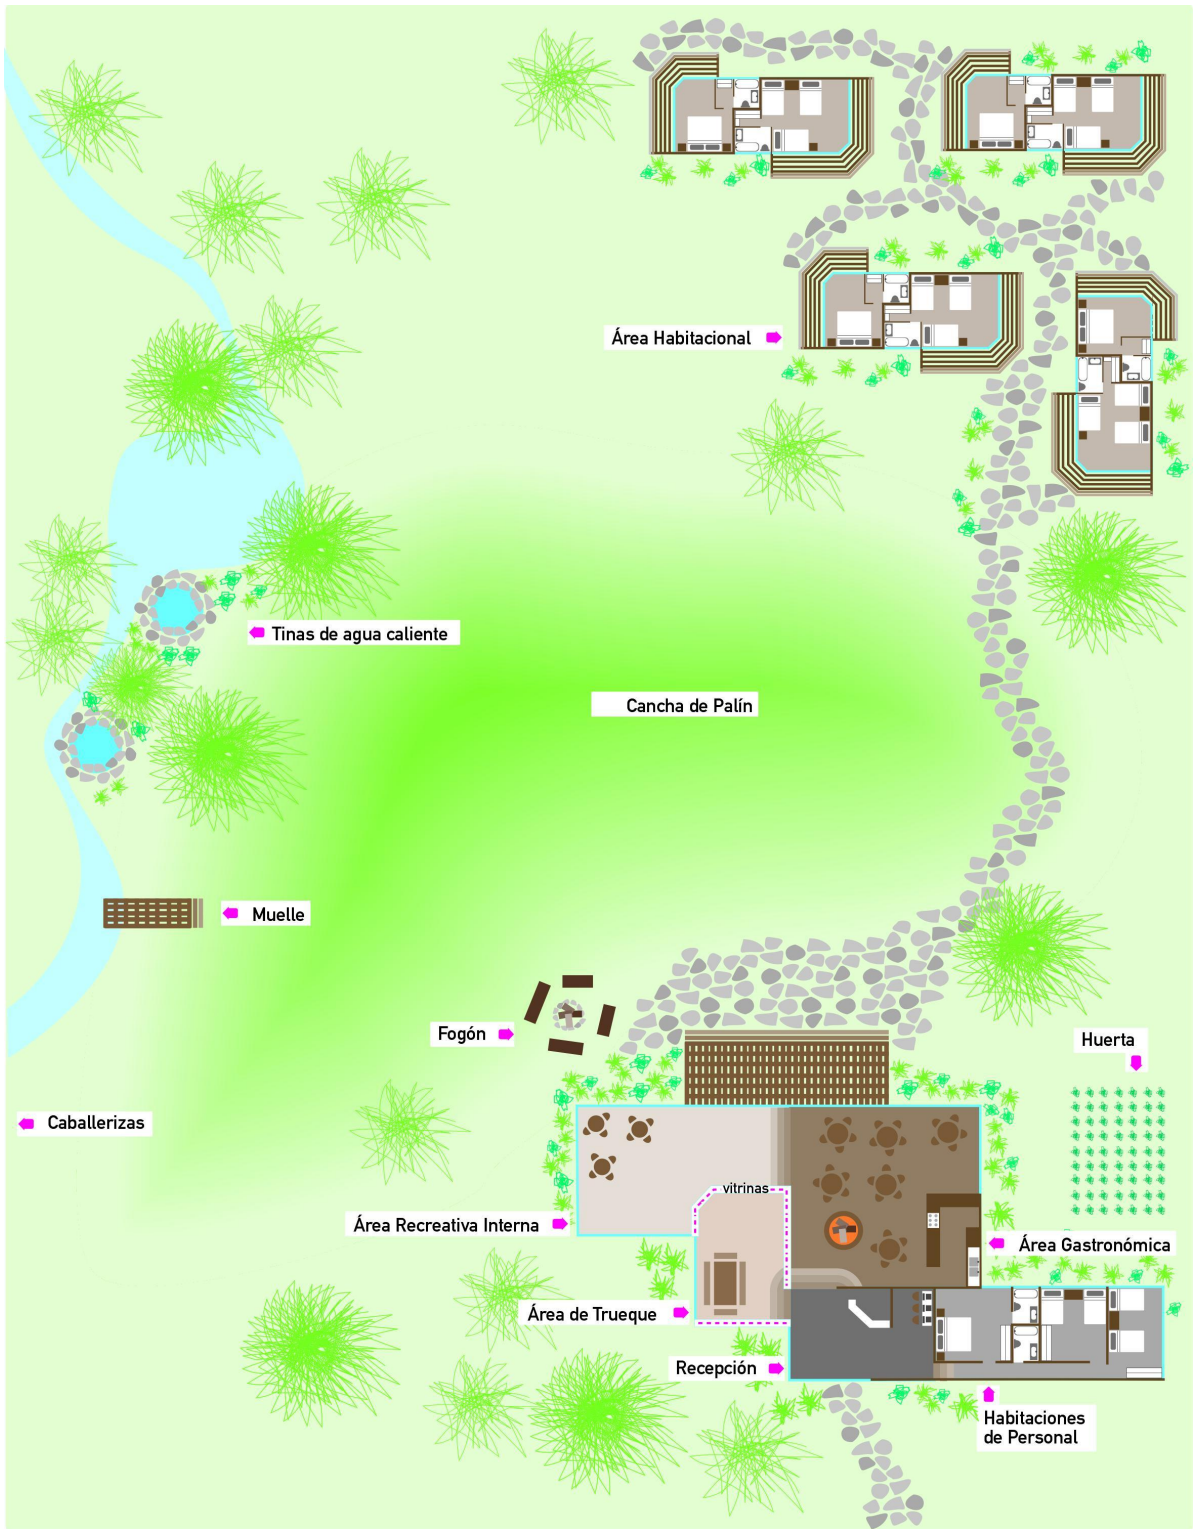 Área Habitacional
Tinas de agua caliente
Cancha de Palín
Muelle
Fogón
Huerta
Caballerizas
vitrinas
Área Recreativa Interna
Área Gastronómica
Área de Trueque
Recepción
Habitaciones
de Personal